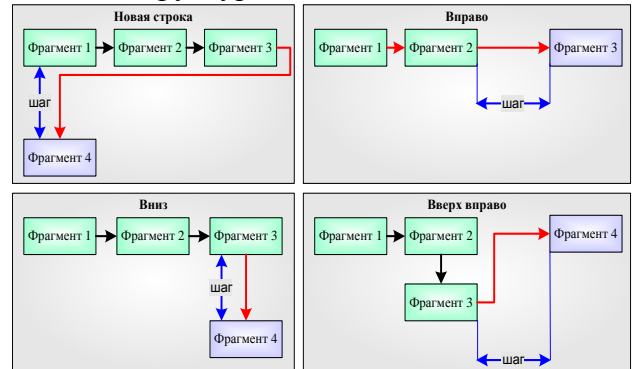 Новая строка
Фрагмент 1
Фрагмент 2
Фрагмент 3
шаг
Фрагмент 4
Вправо
Фрагмент 1
Фрагмент 2
Фрагмент 3
шаг
Вниз
Фрагмент 1
Фрагмент 2
Фрагмент 3
шаг
Фрагмент 4
Вверх вправо
Фрагмент 1
Фрагмент 2
Фрагмент 4
Фрагмент 3
шаг